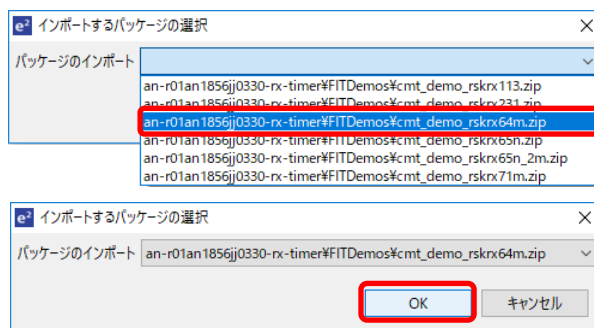 e² インポートするパッケージの選択
パッケージのインポート
an-r01an1856jj0330-rx-timer¥FITDemos¥cmt_demo_rskrx113.zip
an-r01an1856jj0330-rx-timer¥FITDemos¥cmt_demo_rskrx231.zip
an-r01an1856jj0330-rx-timer¥FITDemos¥cmt_demo_rskrx64m.zip
an-r01an1856jj0330-rx-timer¥FITDemos¥cmt_demo_rskrx65n.zip
an-r01an1856jj0330-rx-timer¥FITDemos¥cmt_demo_rskrx65n_2m.zip
an-r01an1856jj0330-rx-timer¥FITDemos¥cmt_demo_rskrx71m.zip
e² インポートするパッケージの選択
パッケージのインポート an-r01an1856jj0330-rx-timer¥FITDemos¥cmt_demo_rskrx64m.zip
OK キャンセル